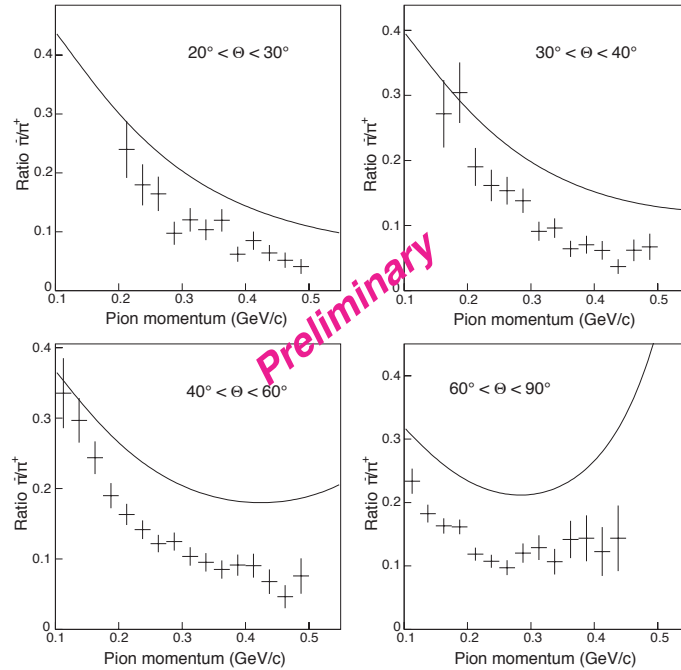 20° < Θ < 30°
Ratio π̄/π⁺
0.4
0.3
0.2
0.1
0
0.1 0.2 0.3 0.4 0.5
Pion momentum (GeV/c)
30° < Θ < 40°
Ratio π̄/π⁺
0.4
0.3
0.2
0.1
0
0.1 0.2 0.3 0.4 0.5
Pion momentum (GeV/c)
Preliminary
40° < Θ < 60°
Ratio π̄/π⁺
0.4
0.3
0.2
0.1
0
0.1 0.2 0.3 0.4 0.5
Pion momentum (GeV/c)
60° < Θ < 90°
Ratio π̄/π⁺
0.4
0.3
0.2
0.1
0
0.1 0.2 0.3 0.4 0.5
Pion momentum (GeV/c)